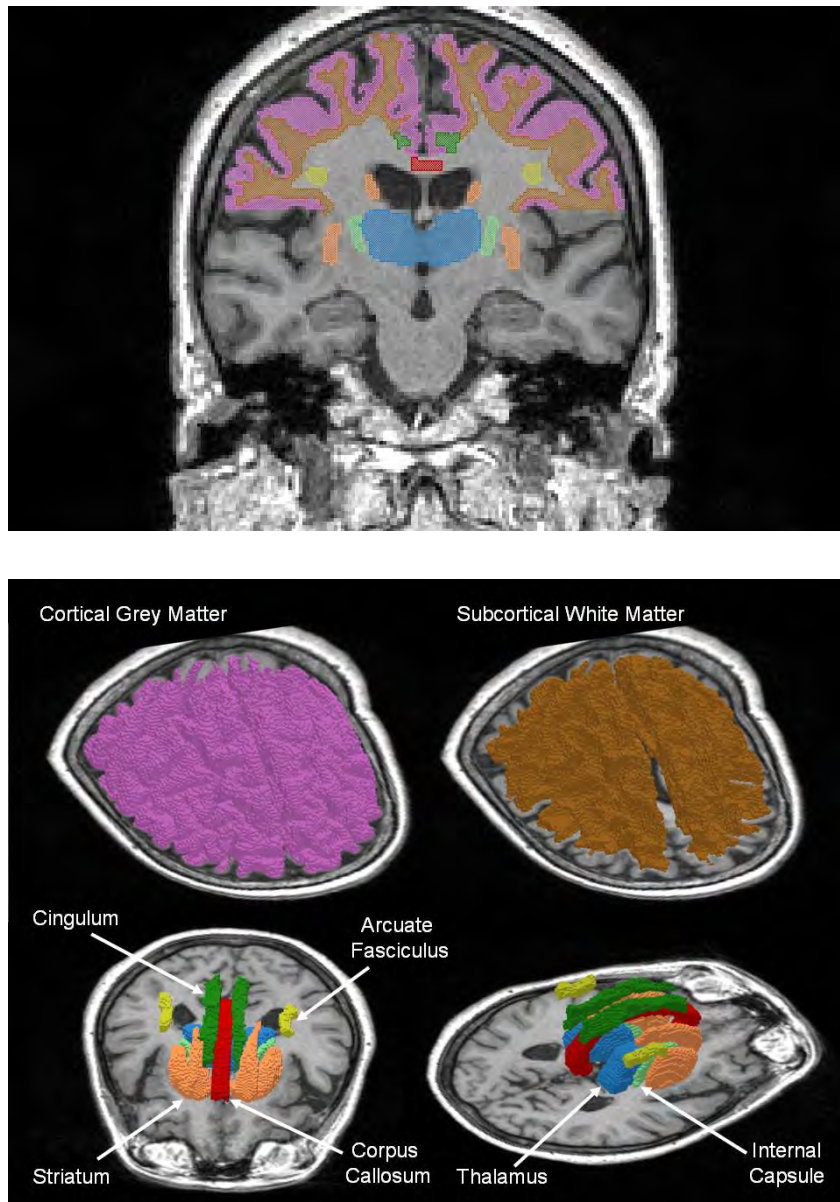 Cortical Grey Matter
Subcortical White Matter
Cingulum
Arcuate
Fasciculus
Striatum
Corpus
Callosum
Thalamus
Internal
Capsule